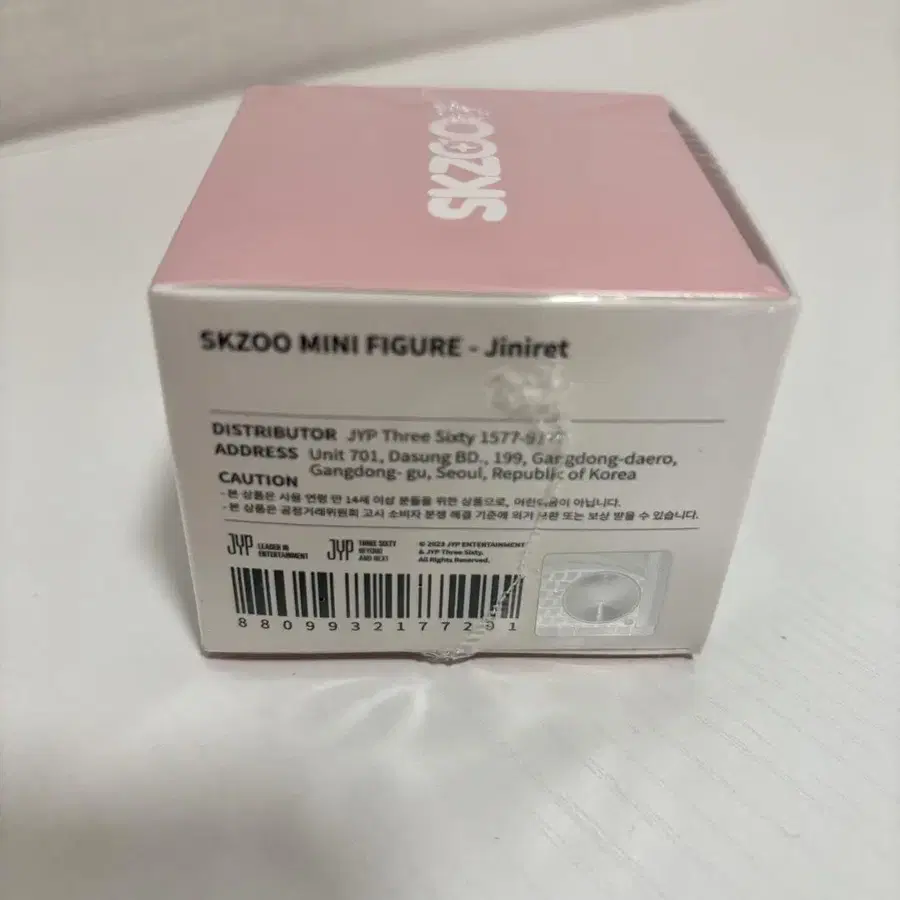 SKZOO
SKZOO MINI FIGURE - Jiniret
DISTRIBUTOR JYP Three Sixty
ADDRESS Unit 701, Dasung BD., 199, Gangdong-daero,
Gangdong- gu, Seoul, Republic of Korea
CAUTION
- 본 상품은 사용 연령 만 14세 이상 분들을 위한 상품으로, 아닙니다.
- 본 상품은 공정거래위원회 고시 소비자 분쟁 해결 기준에 의거 교환 또는 보상 받을 수 있습니다.
JYP LEADER IN
ENTERTAINMENT
JYP THREE SIXTY
BEYOND
AND NEXT
© 2023 JYP ENTERTAINMENT
& JYP Three Sixty.
All Rights Reserved.
8809932177291